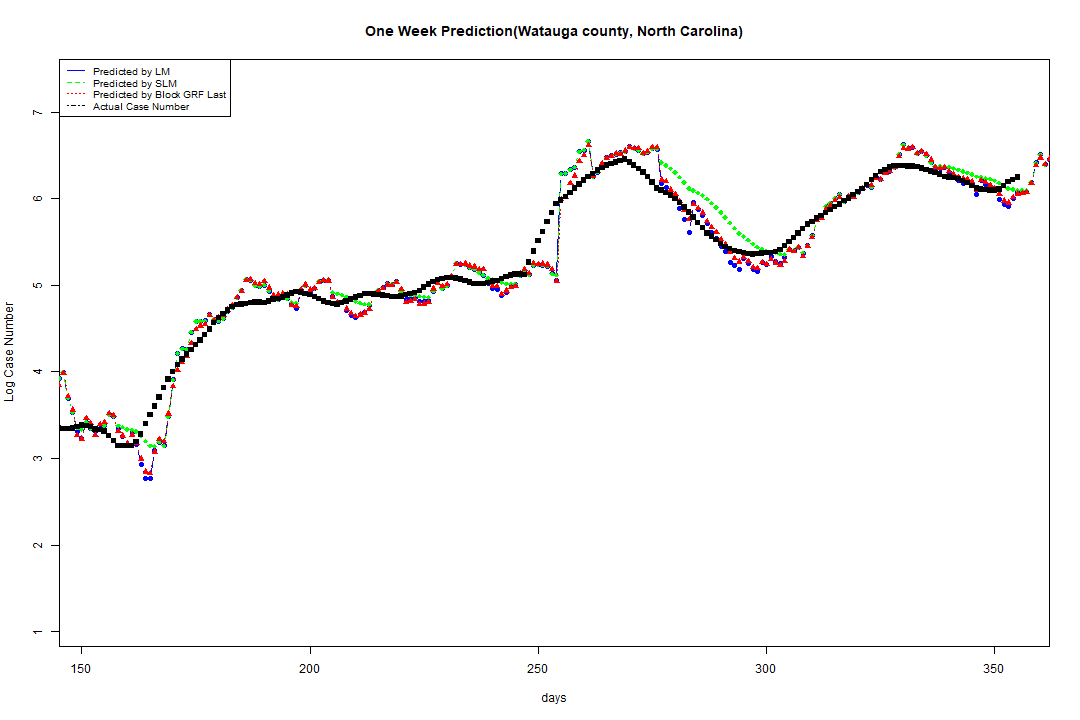 One Week Prediction(Watauga county, North Carolina)
Predicted by LM
Predicted by SLM
Predicted by Block GRF Last
Actual Case Number
7
6
5
4
3
2
1
Log Case Number
150 200 250 300 350
days